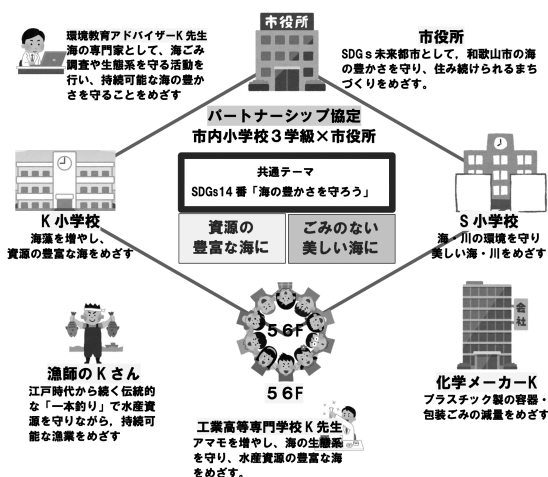 市役所
環境教育アドバイザーK先生
海の専門家として、海ごみ
調査や生態系を守る活動を
行い、持続可能な海の豊か
さを守ることをめざす
市役所
SDGs未来都市として，和歌山市の海
の豊かさを守り、住み続けられるまち
づくりをめざす。
パートナーシップ協定
市内小学校３学級×市役所
共通テーマ
SDGs14番「海の豊かさを守ろう」
資源の
豊富な海に
ごみのない
美しい海に
K小学校
海藻を増やし、
資源の豊富な海をめざす
S小学校
海・川の環境を守り
美しい海・川をめざす
５６F
５６F
会社
漁師のKさん
江戸時代から続く伝統的
な「一本釣り」で水産資
源を守りながら，持続可
能な漁業をめざす
工業高等専門学校K先生
アマモを増やし、海の生態系
を守り、水産資源の豊富な海
をめざす。
化学メーカーK
プラスチック製の容器・
包装ごみの減量をめざす